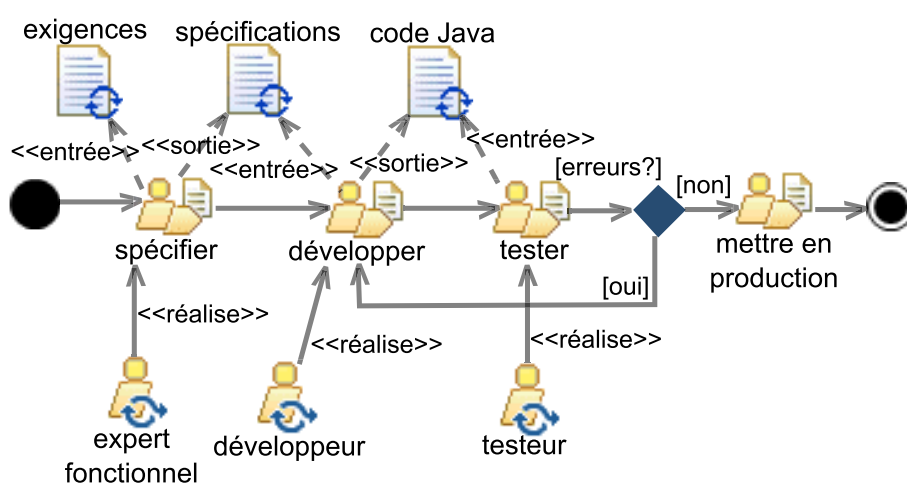 exigences
spécifications
code Java
<<entrée>>
<<sortie>>
<<entrée>>
<<sortie>>
<<entrée>>
[erreurs?]
[non]
spécifier
développer
tester
mettre en
production
[oui]
<<réalise>>
<<réalise>>
<<réalise>>
expert
fonctionnel
développeur
testeur